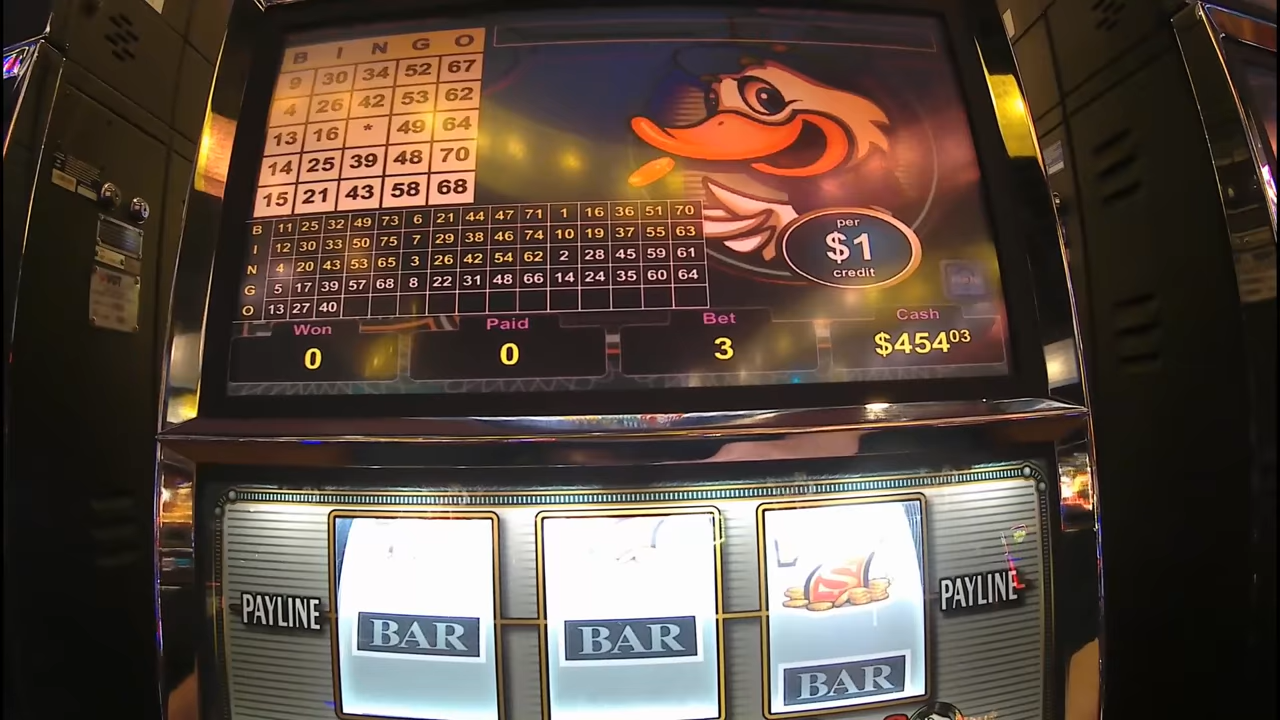 B I N G O
9 30 34 52 67
4 26 42 53 62
13 16 * 49 64
14 25 39 48 70
15 21 43 58 68
B 11 25 32 49 73 6 21 44 47 71 1 16 36 51 70
I 12 30 33 50 75 7 29 38 46 74 10 19 37 55 63
N 4 20 43 53 65 3 26 42 54 62 2 28 45 59 61
G 5 17 39 57 68 8 22 31 48 66 14 24 35 60 64
O 13 27 40
per
$1
credit
Won Paid Bet Cash
0 0 3 $45403
PAYLINE BAR BAR PAYLINE
BAR